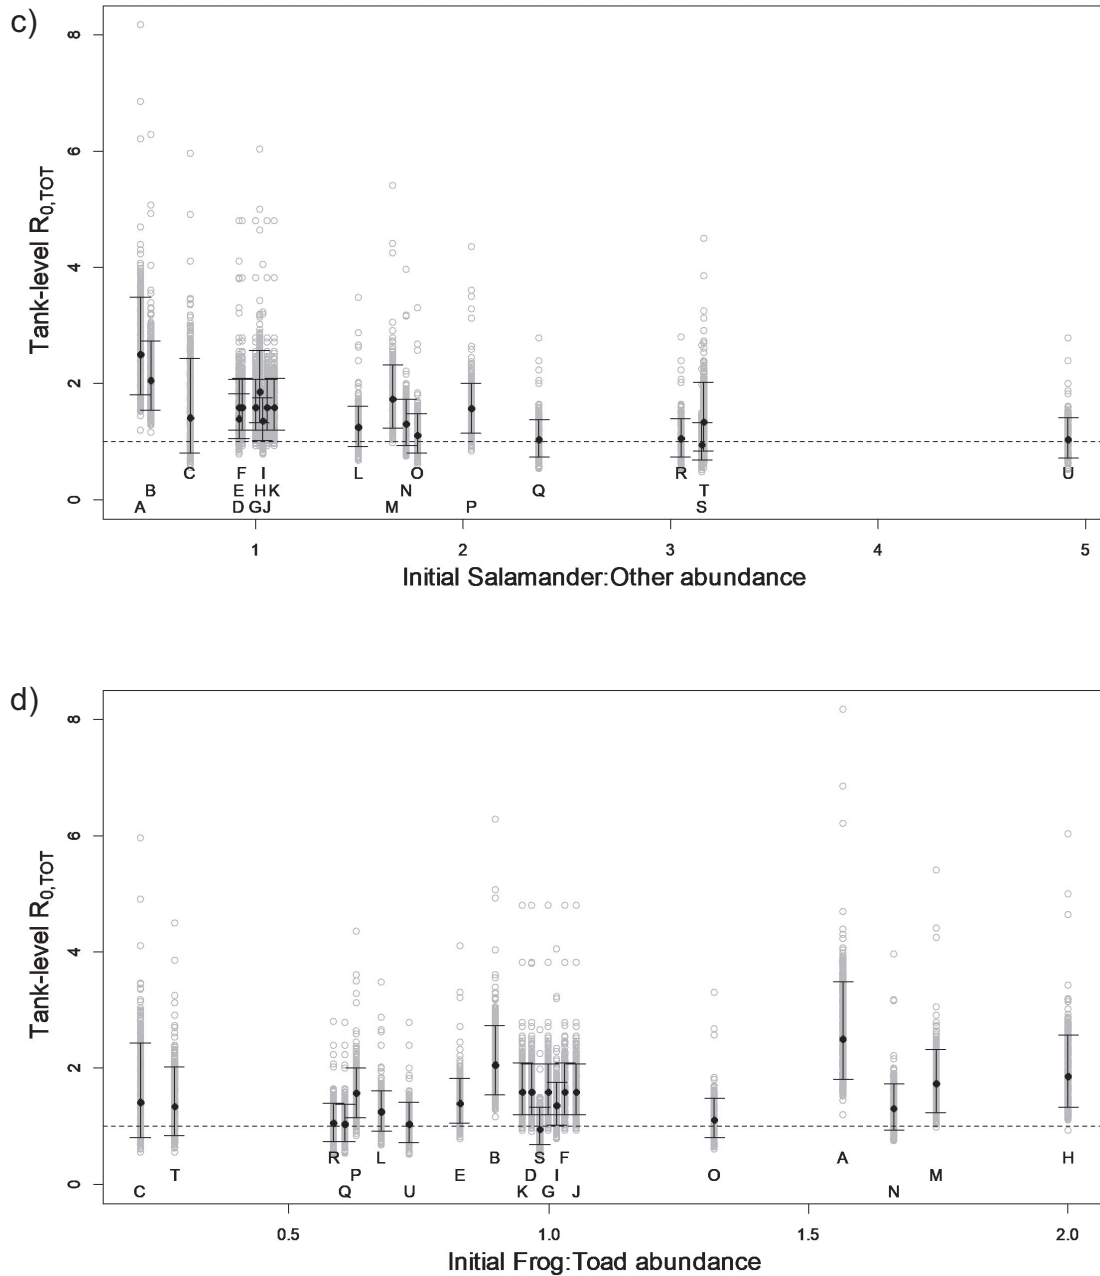 c)
8
6
4
2
0
Tank-level R0,TOT
C F I L O Q R U
B E H K N T
A D G J M P S
1 2 3 4 5
Initial Salamander:Other abundance
d)
8
6
4
2
0
Tank-level R0,TOT
R L B S F A H
T P E D I O M
C Q U K G J N
0.5 1.0 1.5 2.0
Initial Frog:Toad abundance